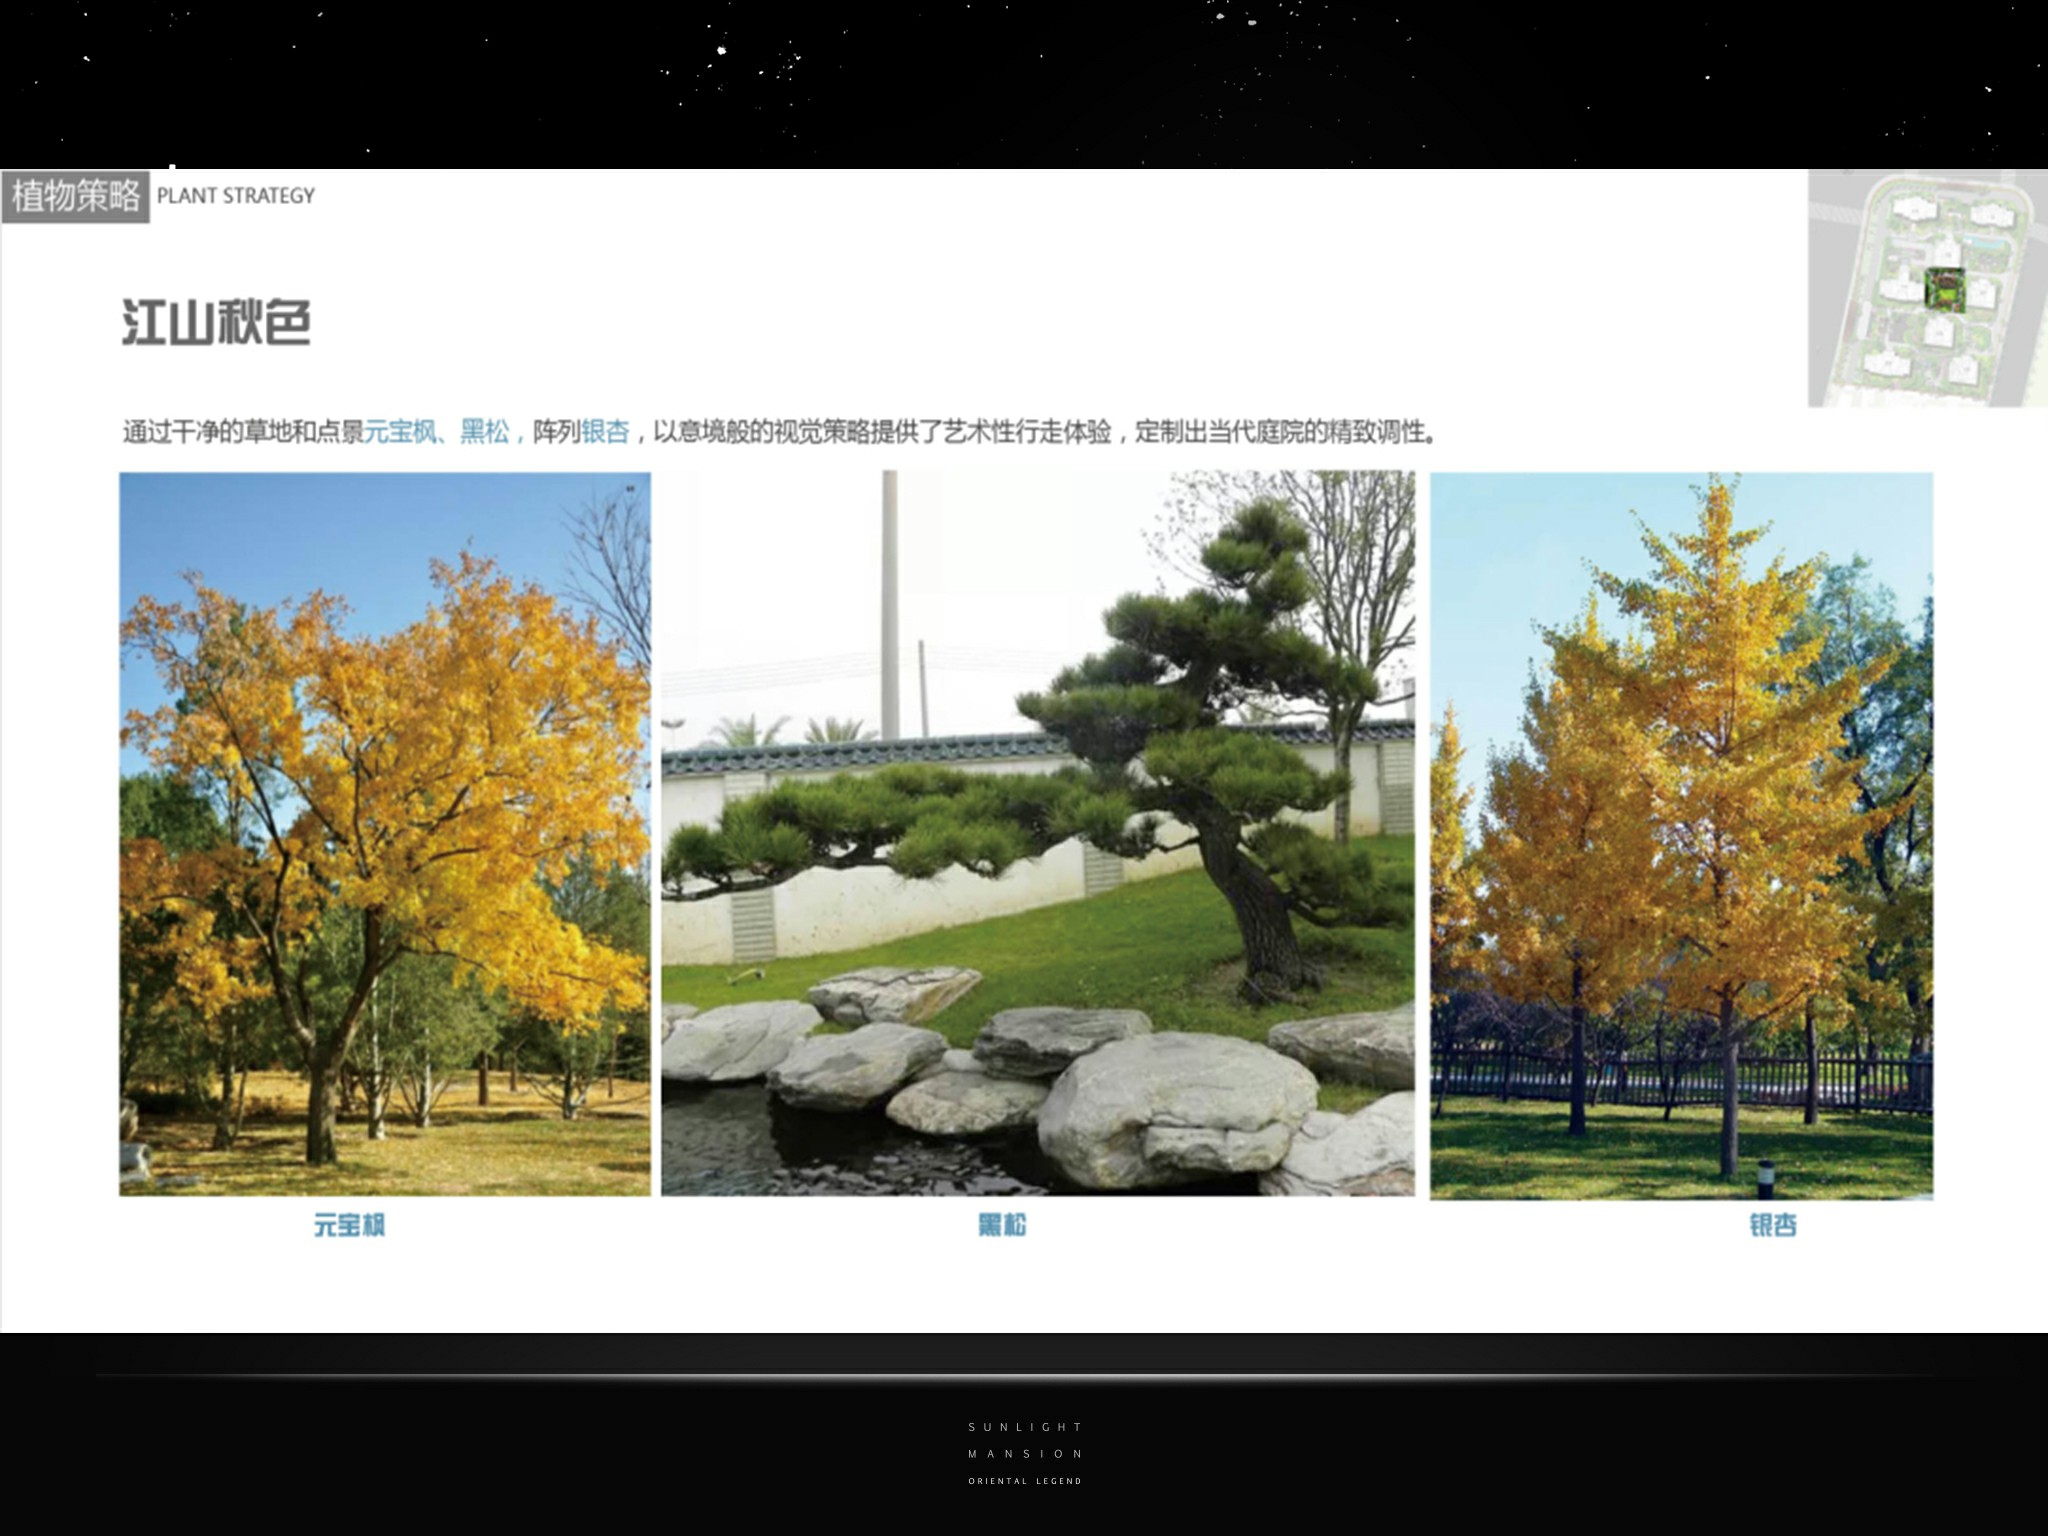 植物策略 PLANT STRATEGY
江山秋色
通过干净的草地和点景元宝枫、黑松，阵列银杏，以意境般的视觉策略提供了艺术性行走体验，定制出当代庭院的精致调性。
元宝枫 黑松 银杏
SUNLIGHT
MANSION
ORIENTAL LEGEND